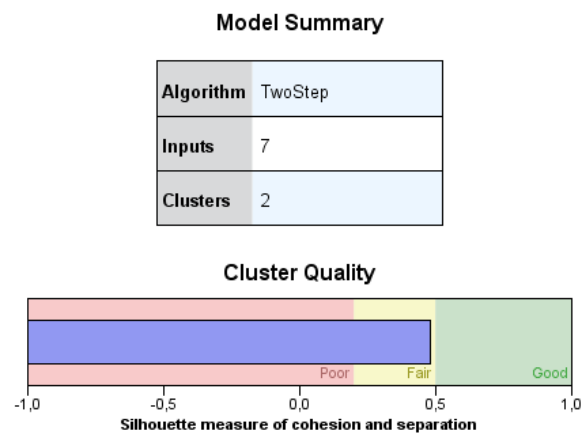 Model Summary
Algorithm TwoStep
Inputs 7
Clusters 2
Cluster Quality
Poor Fair Good
-1,0 -0,5 0,0 0,5 1,0
Silhouette measure of cohesion and separation